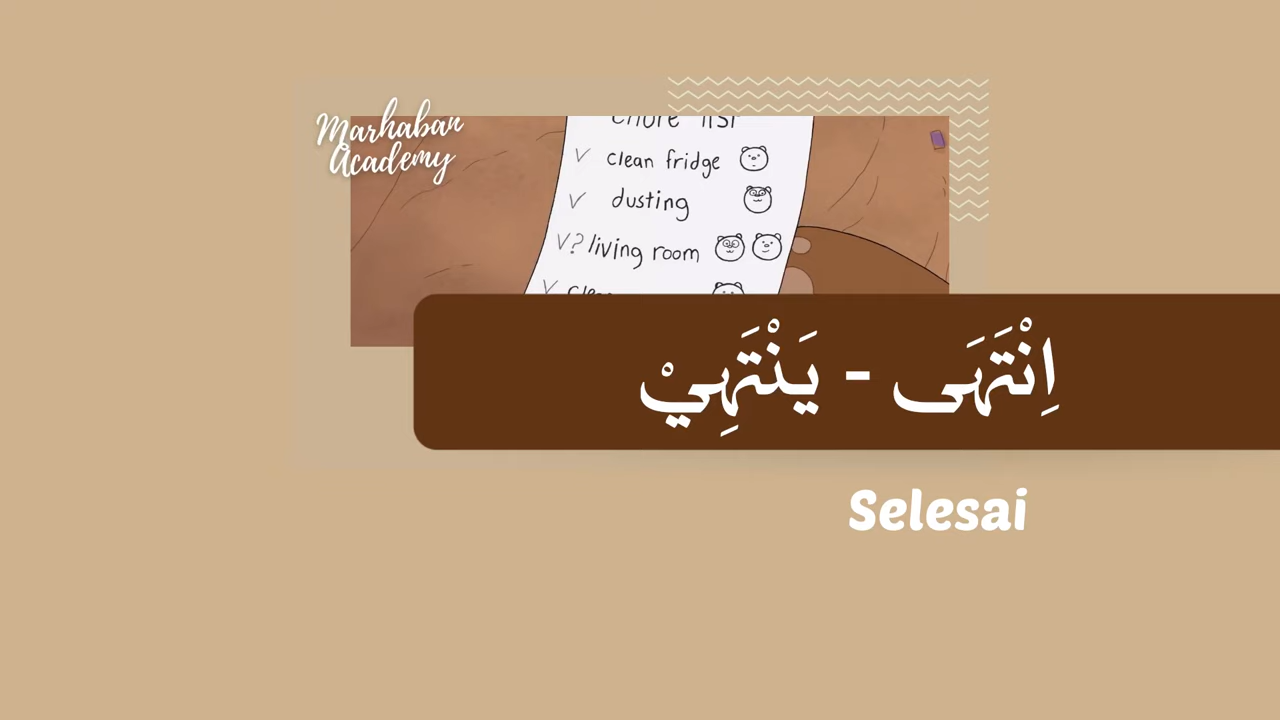 Marhaban
Academy
chore list
✓ clean fridge
✓ dusting
✓? living room
اِنْتَهَى - يَنْتَهِيْ
Selesai